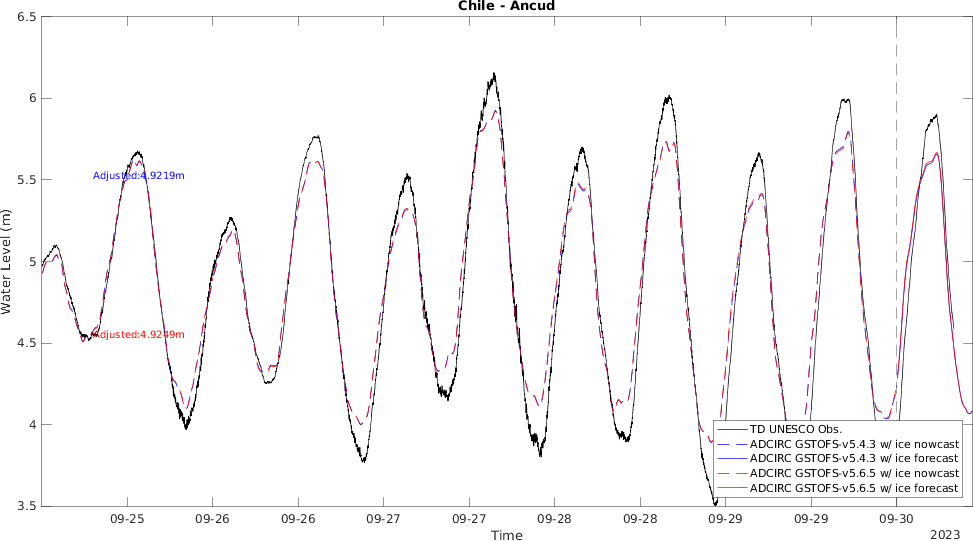 Chile - Ancud
6.5
6
5.5
5
4.5
4
3.5
Water Level (m)
Adjusted:4.9219m
Adjusted:4.9249m
TD UNESCO Obs.
ADCIRC GSTOFS-v5.4.3 w/ ice nowcast
ADCIRC GSTOFS-v5.4.3 w/ ice forecast
ADCIRC GSTOFS-v5.6.5 w/ ice nowcast
ADCIRC GSTOFS-v5.6.5 w/ ice forecast
09-25 09-26 09-26 09-27 09-27 09-28 09-28 09-29 09-29 09-30
Time
2023